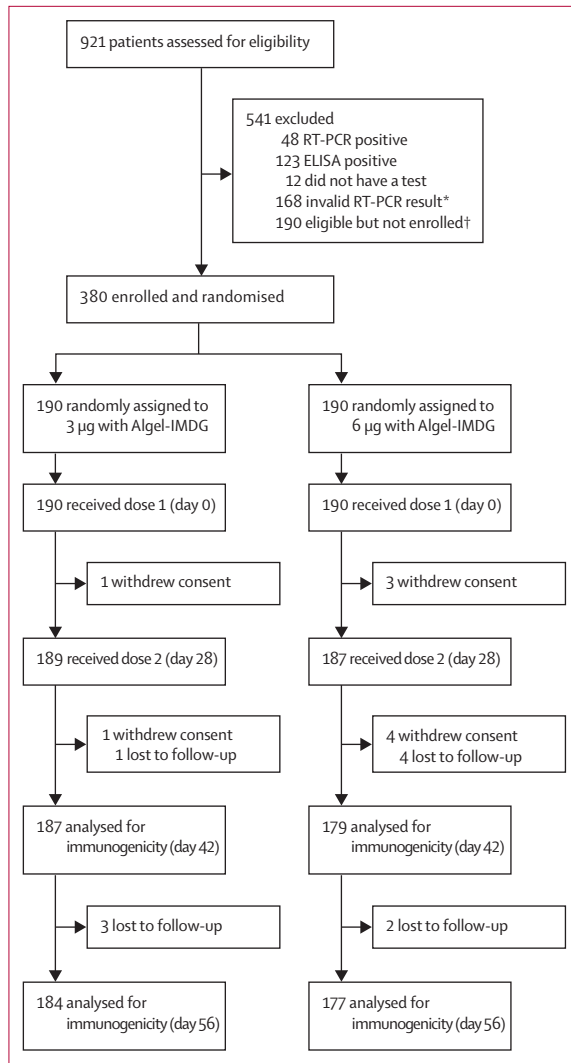 921 patients assessed for eligibility
541 excluded
48 RT-PCR positive
123 ELISA positive
12 did not have a test
168 invalid RT-PCR result*
190 eligible but not enrolled†
380 enrolled and randomised
190 randomly assigned to
3 µg with Algel-IMDG
190 randomly assigned to
6 µg with Algel-IMDG
190 received dose 1 (day 0)
190 received dose 1 (day 0)
1 withdrew consent
3 withdrew consent
189 received dose 2 (day 28)
187 received dose 2 (day 28)
1 withdrew consent
1 lost to follow-up
4 withdrew consent
4 lost to follow-up
187 analysed for
immunogenicity (day 42)
179 analysed for
immunogenicity (day 42)
3 lost to follow-up
2 lost to follow-up
184 analysed for
immunogenicity (day 56)
177 analysed for
immunogenicity (day 56)